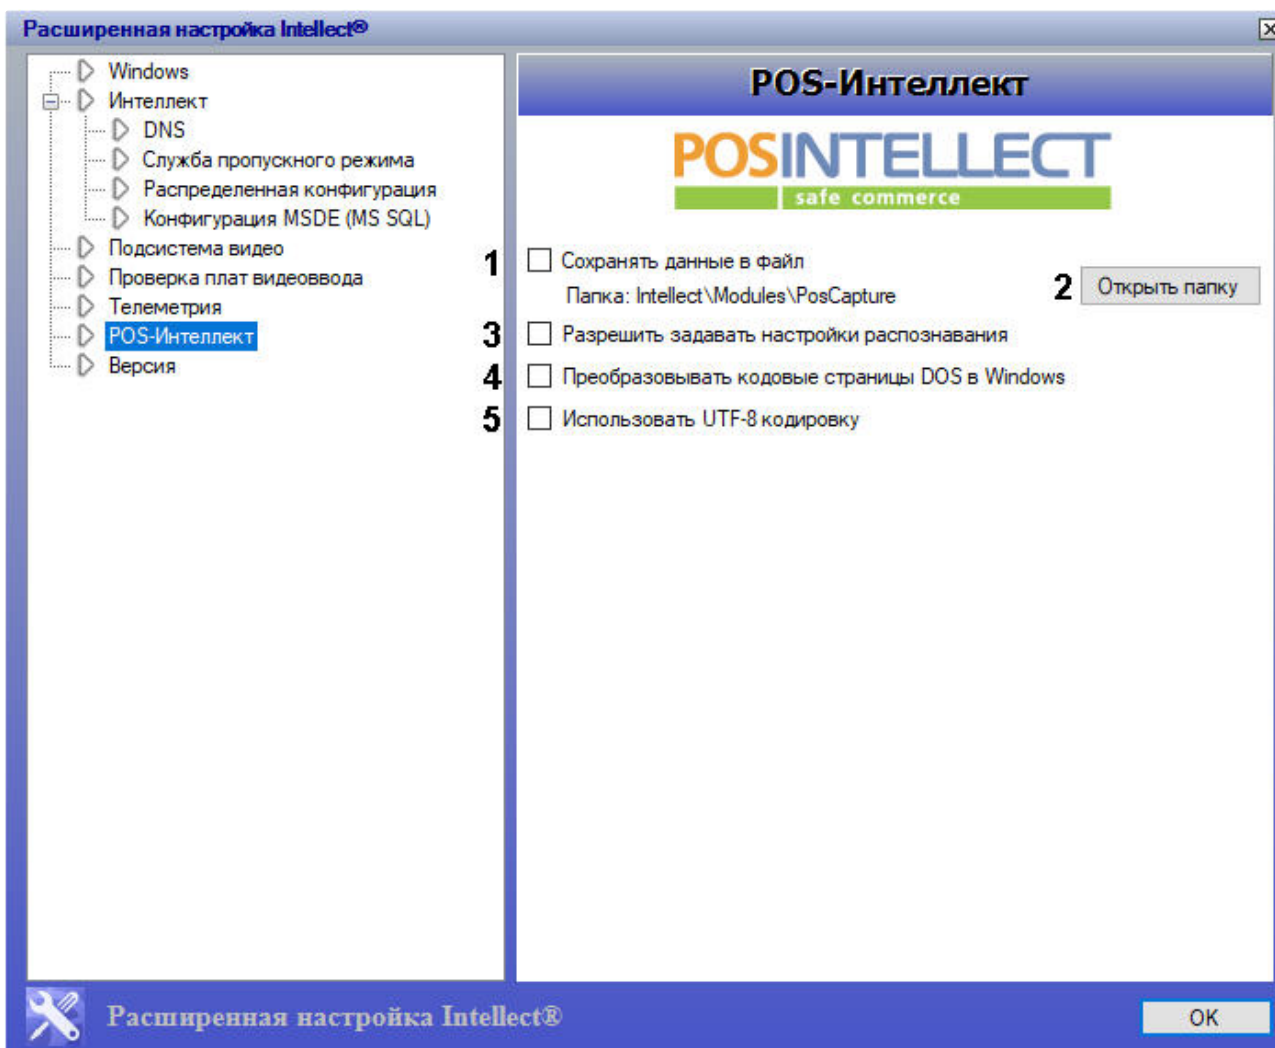 Расширенная настройка Intellect®
Windows
Интеллект
DNS
Служба пропускного режима
Распределенная конфигурация
Конфигурация MSDE (MS SQL)
Подсистема видео
Проверка плат видеоввода
Телеметрия
POS-Интеллект
Версия
POS-Интеллект
POSINTELLECT
safe commerce
1 Сохранять данные в файл
Папка: Intellect\Modules\PosCapture
2 Открыть папку
3 Разрешить задавать настройки распознавания
4 Преобразовывать кодовые страницы DOS в Windows
5 Использовать UTF-8 кодировку
Расширенная настройка Intellect®
OK